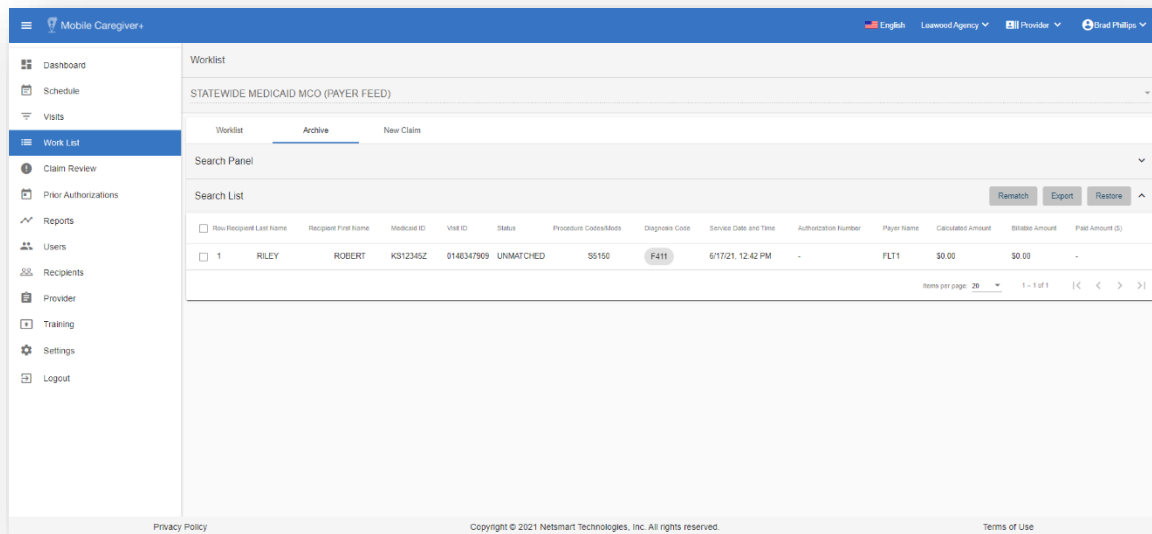 Mobile Caregiver+
English Leawood Agency Provider Brad Phillips
Dashboard
Schedule
Visits
Work List
Claim Review
Prior Authorizations
Reports
Users
Recipients
Provider
Training
Settings
Logout
Worklist
STATEWIDE MEDICAID MCO (PAYER FEED)
Worklist Archive New Claim
Search Panel
Search List Rematch Export Restore
Row Recipient Last Name Recipient First Name Medicaid ID Visit ID Status Procedure Codes/Mods Diagnosis Code Service Date and Time Authorization Number Payer Name Calculated Amount Billable Amount Paid Amount ($)
1 RILEY ROBERT KS12345Z 0148347909 UNMATCHED S5150 F411 6/17/21, 12:42 PM - FLT1 $0.00 $0.00 -
Items per page: 20 1 – 1 of 1
Privacy Policy Copyright © 2021 Netsmart Technologies, Inc. All rights reserved. Terms of Use